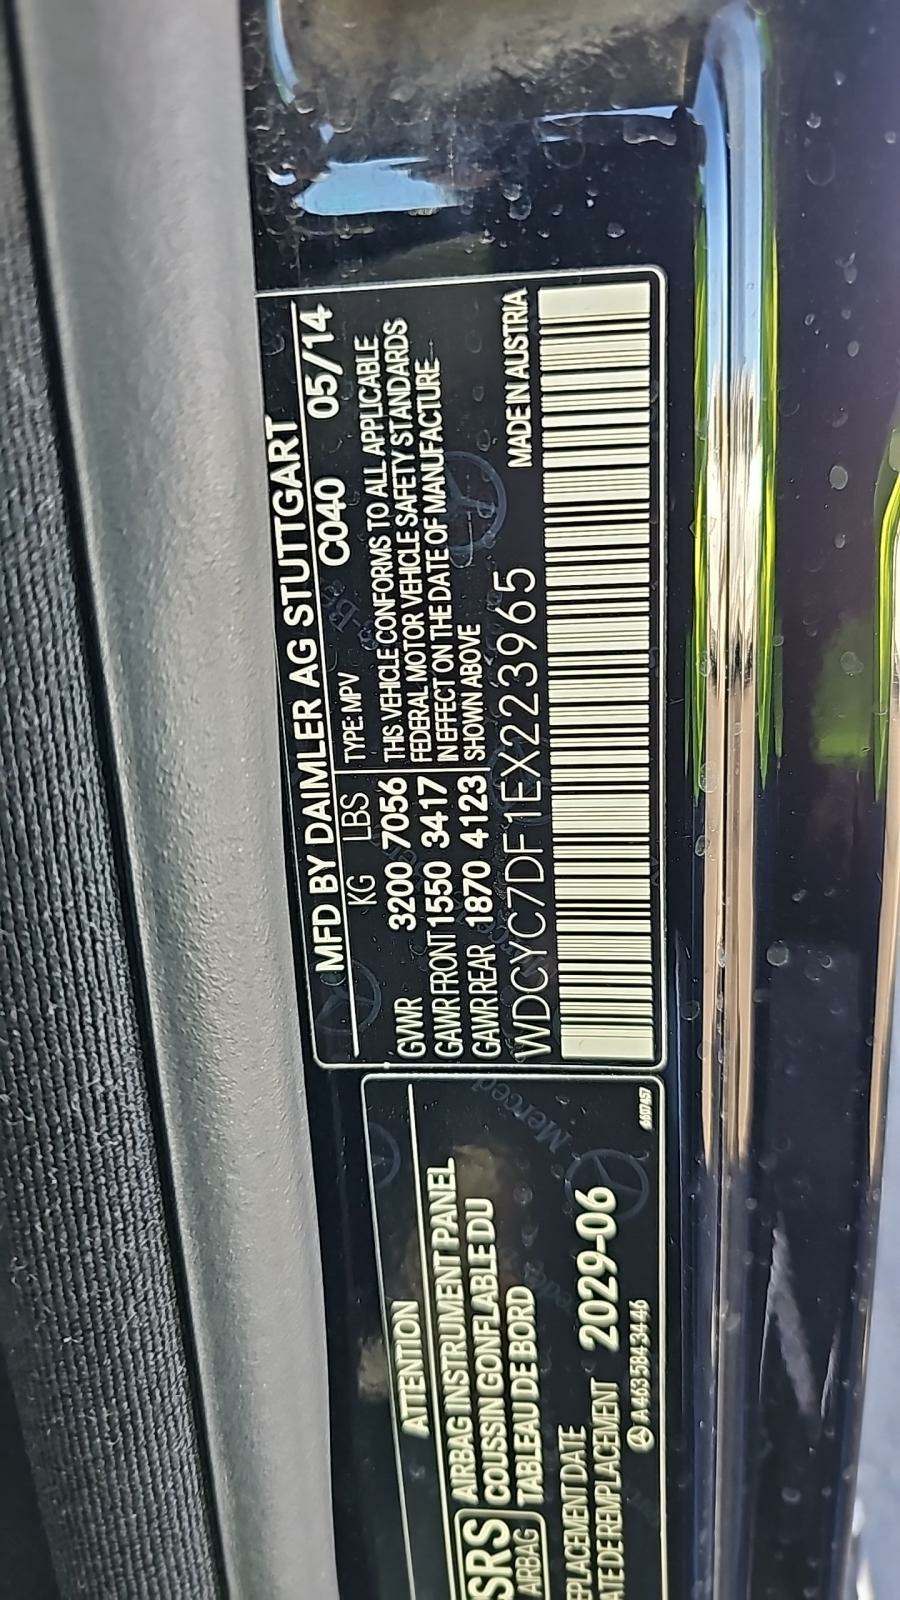 MFD BY DAIMLER AG STUTTGART
KG LBS C040 05/14
GVWR 3200 7056
GAWR FRONT 1550 3417
GAWR REAR 1870 4123
TYPE: MPV
THIS VEHICLE CONFORMS TO ALL APPLICABLE
FEDERAL MOTOR VEHICLE SAFETY STANDARDS
IN EFFECT ON THE DATE OF MANUFACTURE
SHOWN ABOVE
MADE IN AUSTRIA
WDCYC7DF1EX223965
ATTENTION
SRS
AIRBAG
AIRBAG INSTRUMENT PANEL
COUSSIN GONFLABLE DU
TABLEAU DE BORD
EPLACEMENT DATE
ATE DE REMPLACEMENT 2029-06
A 463 584 34 46
Merced